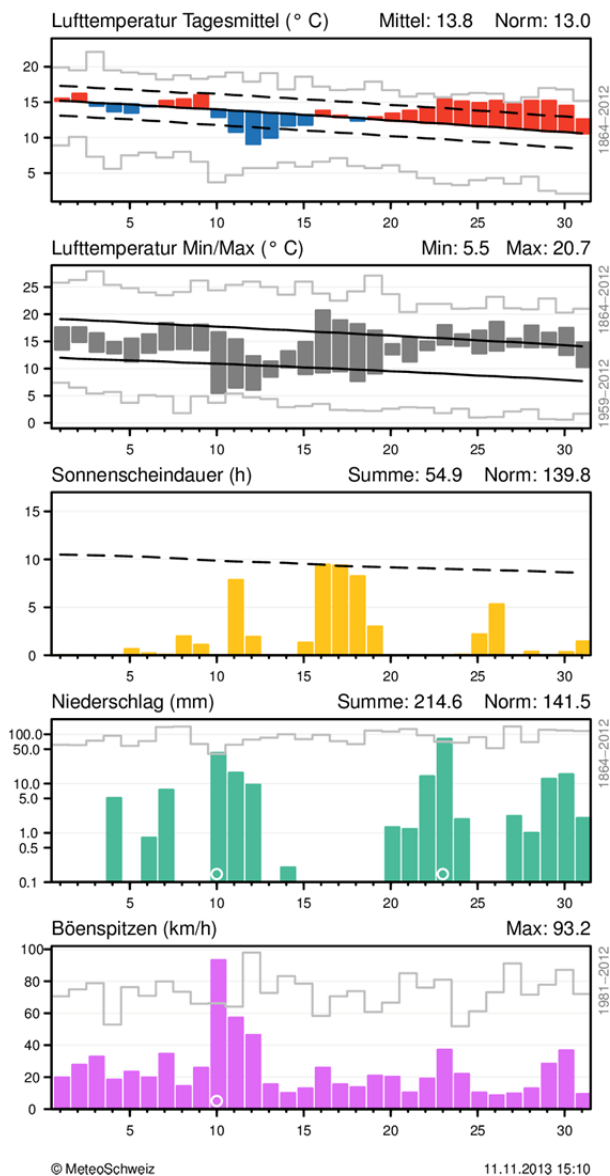 Lufttemperatur Tagesmittel (° C) Mittel: 13.8 Norm: 13.0
20
15
10
5
5 10 15 20 25 30
1864−2012
Lufttemperatur Min/Max (° C) Min: 5.5 Max: 20.7
25
20
15
10
5
0
5 10 15 20 25 30
1864−2012
1959−2012
Sonnenscheindauer (h) Summe: 54.9 Norm: 139.8
15
10
5
0
5 10 15 20 25 30
Niederschlag (mm) Summe: 214.6 Norm: 141.5
100.0
50.0
10.0
5.0
1.0
0.5
0.1
5 10 15 20 25 30
1864−2012
Böenspitzen (km/h) Max: 93.2
100
80
60
40
20
0
5 10 15 20 25 30
1981−2012
© MeteoSchweiz 11.11.2013 15:10